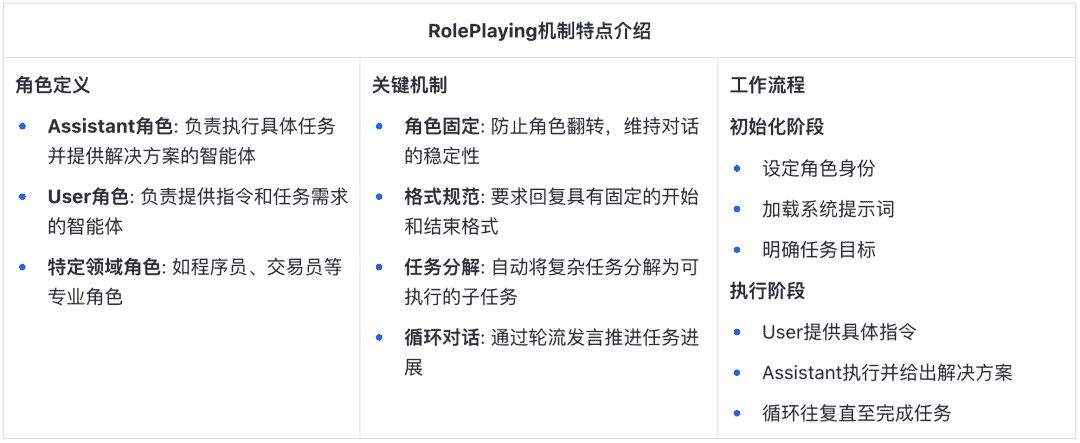 RolePlaying机制特点介绍
角色定义
Assistant角色: 负责执行具体任务
并提供解决方案的智能体
User角色: 负责提供指令和任务需求
的智能体
特定领域角色: 如程序员、交易员等
专业角色
关键机制
角色固定: 防止角色翻转，维持对话
的稳定性
格式规范: 要求回复具有固定的开始
和结束格式
任务分解: 自动将复杂任务分解为可
执行的子任务
循环对话: 通过轮流发言推进任务进
展
工作流程
初始化阶段
设定角色身份
加载系统提示词
明确任务目标
执行阶段
User提供具体指令
Assistant执行并给出解决方案
循环往复直至完成任务